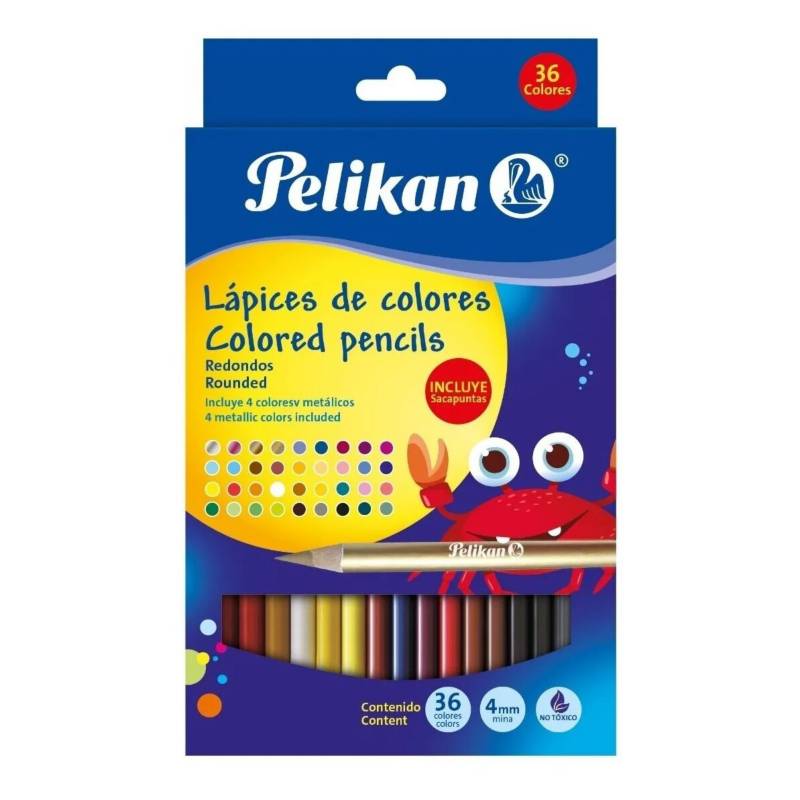 36
Colores
Pelikan®
Lápices de colores
Colored pencils
Redondos
Rounded
Incluye 4 coloresv metálicos
4 metallic colors included
INCLUYE
Sacapuntas
Pelikan
Contenido
Content
36
colores
colors
4mm
mina
NO TÓXICO